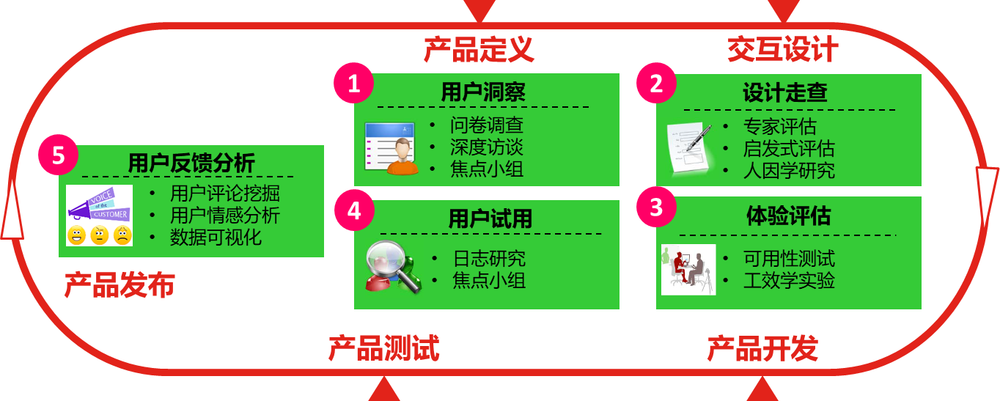 产品定义
1
用户洞察
• 问卷调查
• 深度访谈
• 焦点小组
交互设计
2
设计走查
• 专家评估
• 启发式评估
• 人因学研究
3
体验评估
• 可用性测试
• 工效学实验
产品开发
4
用户试用
• 日志研究
• 焦点小组
产品测试
5
用户反馈分析
VOICE
of the
CUSTOMER
• 用户评论挖掘
• 用户情感分析
• 数据可视化
产品发布